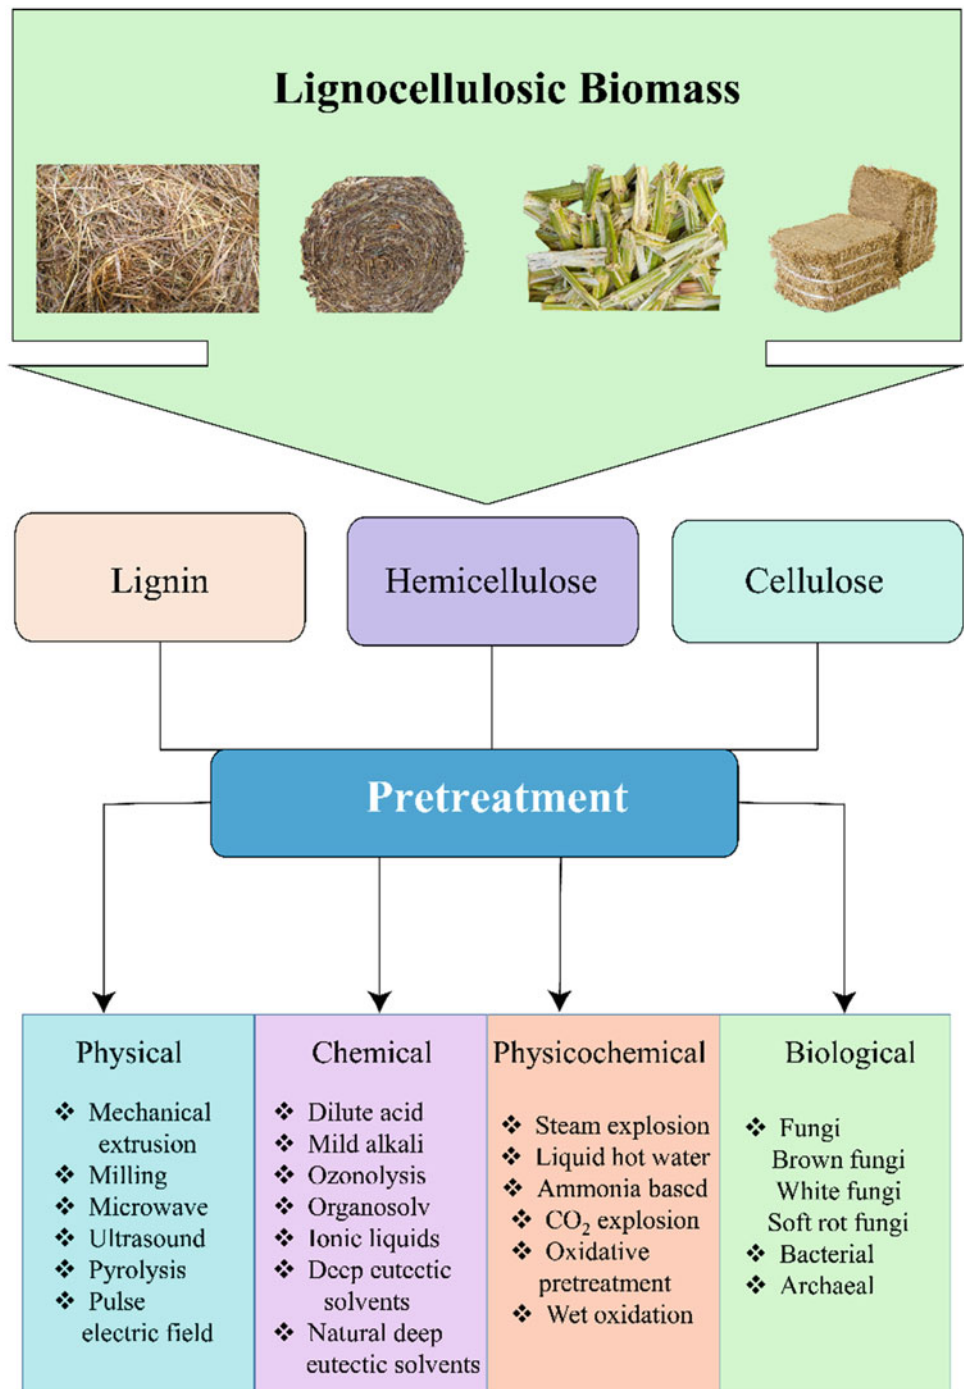 Lignocellulosic Biomass
Lignin
Hemicellulose
Cellulose
Pretreatment
Physical
❖ Mechanical
extrusion
❖ Milling
❖ Microwave
❖ Ultrasound
❖ Pyrolysis
❖ Pulse
electric field
Chemical
❖ Dilute acid
❖ Mild alkali
❖ Ozonolysis
❖ Organosolv
❖ Ionic liquids
❖ Deep eutectic
solvents
❖ Natural deep
eutectic solvents
Physicochemical
❖ Steam explosion
❖ Liquid hot water
❖ Ammonia based
❖ CO₂ explosion
❖ Oxidative
pretreatment
❖ Wet oxidation
Biological
❖ Fungi
Brown fungi
White fungi
Soft rot fungi
❖ Bacterial
❖ Archaeal